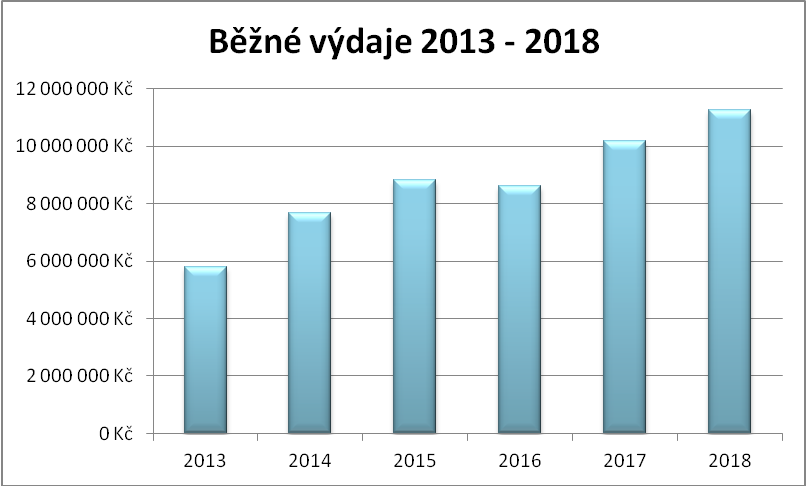 Běžné výdaje 2013 - 2018
12 000 000 Kč
10 000 000 Kč
8 000 000 Kč
6 000 000 Kč
4 000 000 Kč
2 000 000 Kč
0 Kč
2013 2014 2015 2016 2017 2018